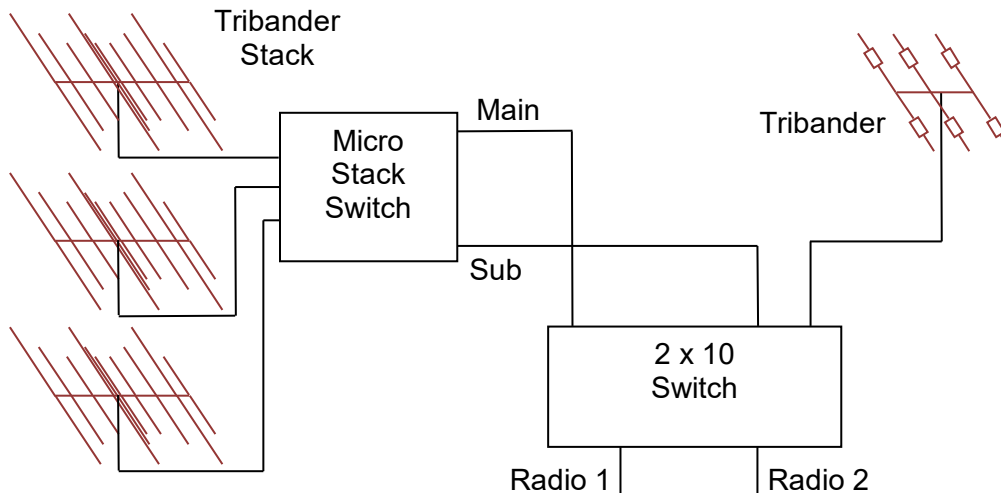 Tribander
Stack
Micro
Stack
Switch
Main
Sub
Tribander
2 x 10
Switch
Radio 1
Radio 2